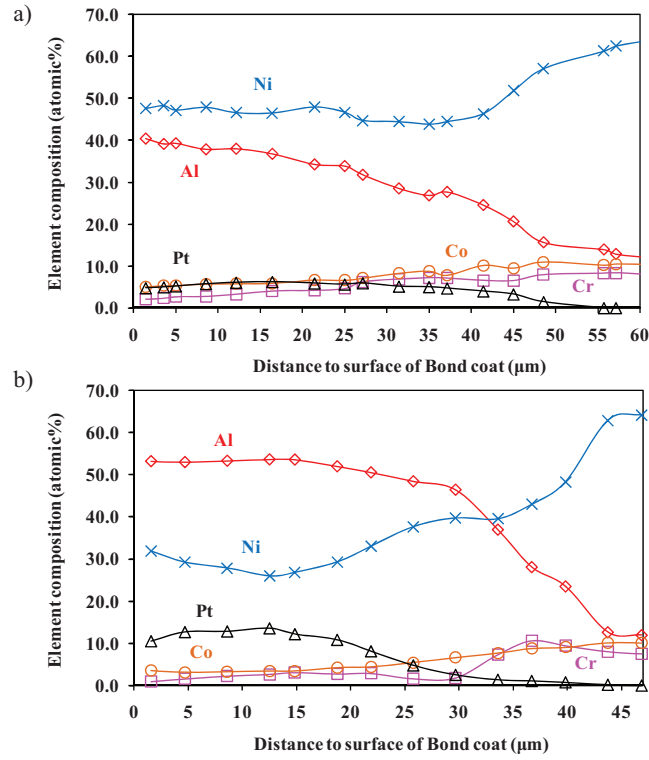 a)
70.0
60.0
50.0
40.0
30.0
20.0
10.0
0.0
Element composition (atomic%)
Ni
Al
Pt
Co
Cr
0 5 10 15 20 25 30 35 40 45 50 55 60
Distance to surface of Bond coat (μm)
b)
70.0
60.0
50.0
40.0
30.0
20.0
10.0
0.0
Element composition (atomic%)
Al
Ni
Pt
Co
Cr
0 5 10 15 20 25 30 35 40 45
Distance to surface of Bond coat (μm)